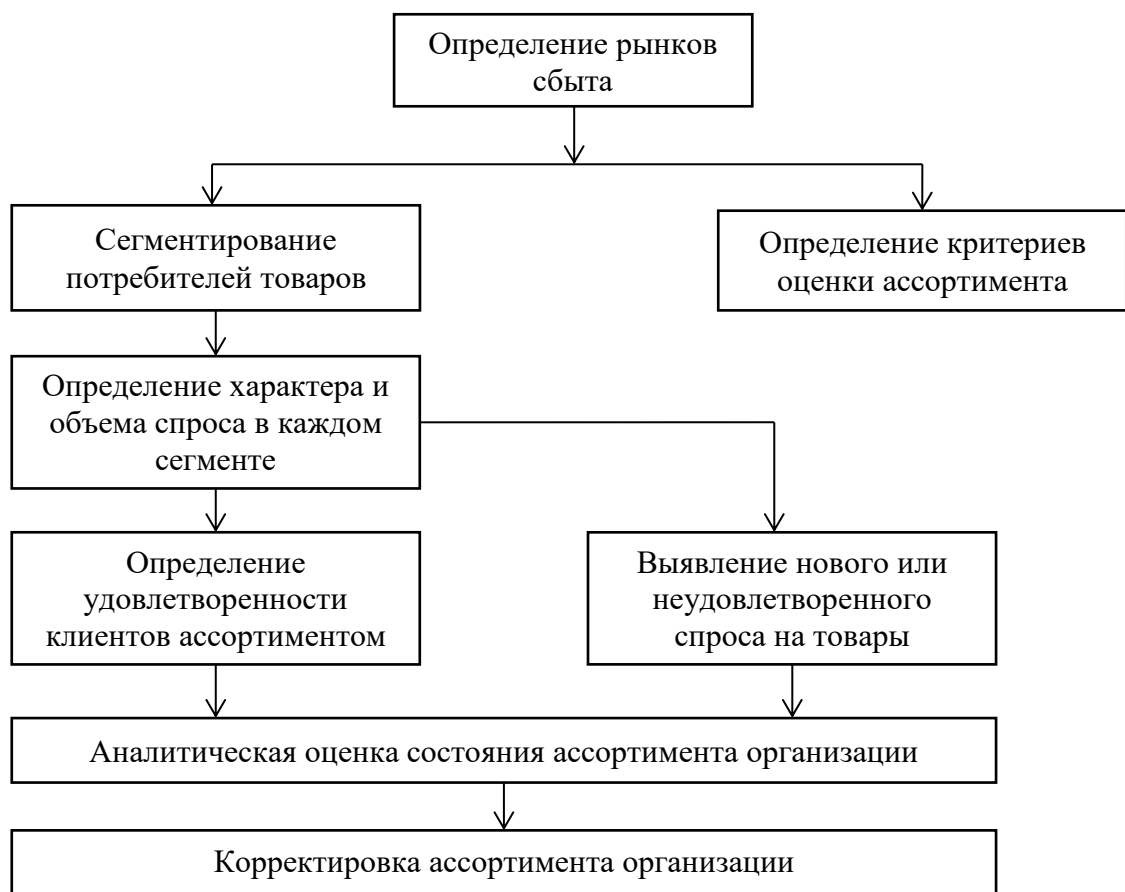 Определение рынков
сбыта
Сегментирование
потребителей товаров
Определение критериев
оценки ассортимента
Определение характера и
объема спроса в каждом
сегменте
Определение
удовлетворенности
клиентов ассортиментом
Выявление нового или
неудовлетворенного
спроса на товары
Аналитическая оценка состояния ассортимента организации
Корректировка ассортимента организации